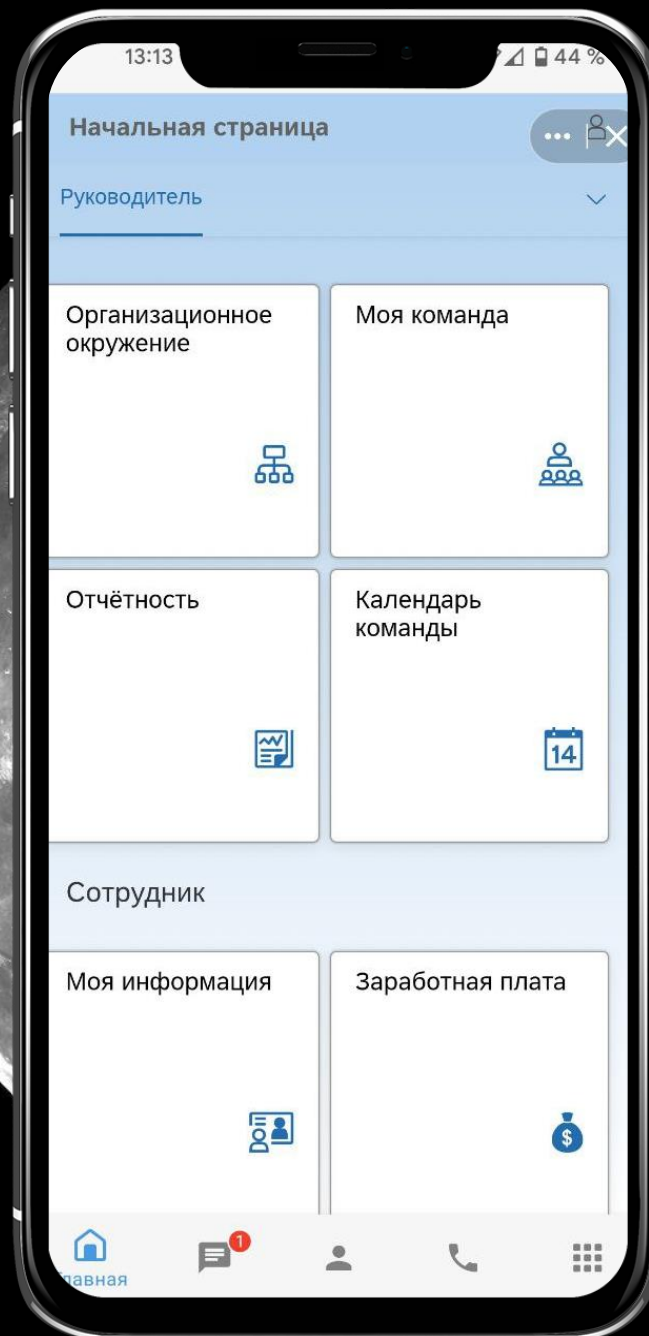 13:13
44 %
Начальная страница
Руководитель
Организационное
окружение
Моя команда
Отчётность
Календарь
команды
14
Сотрудник
Моя информация
Заработная плата
$
1
лавная